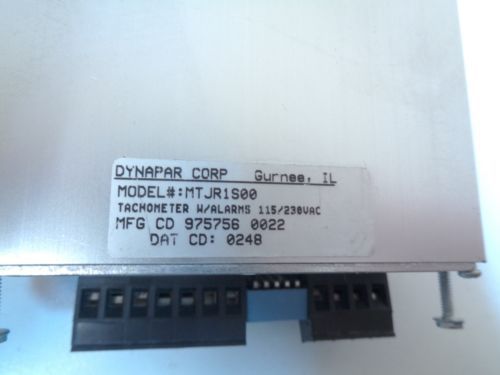 DYNAPAR CORP Gurnee, IL
MODEL#:MTJR1S00
TACHOMETER W/ALARMS 115/230VAC
MFG CD 975756 0022
DAT CD: 0248